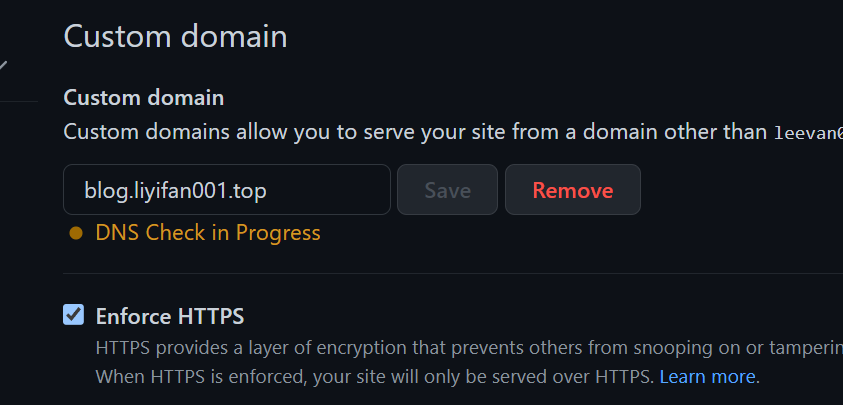 Custom domain
Custom domain
Custom domains allow you to serve your site from a domain other than
blog.liyifan001.top Save Remove
DNS Check in Progress
Enforce HTTPS
HTTPS provides a layer of encryption that prevents others from snooping on or
When HTTPS is enforced, your site will only be served over HTTPS. Learn more.